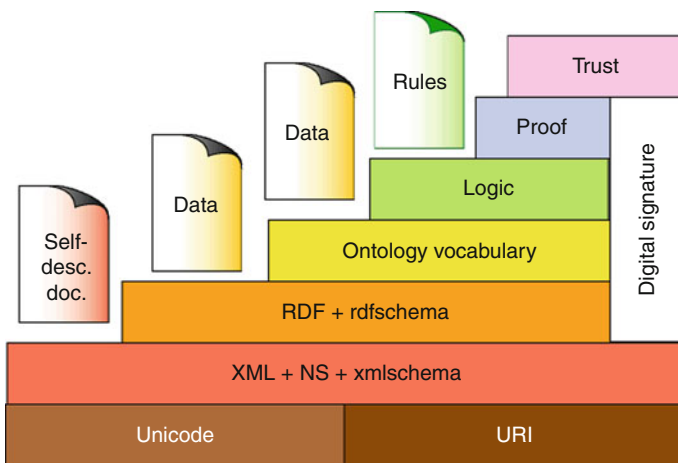 Trust
Rules
Proof
Data
Logic
Data
Digital signature
Self-
desc.
doc.
Ontology vocabulary
RDF + rdfschema
XML + NS + xmlschema
Unicode
URI